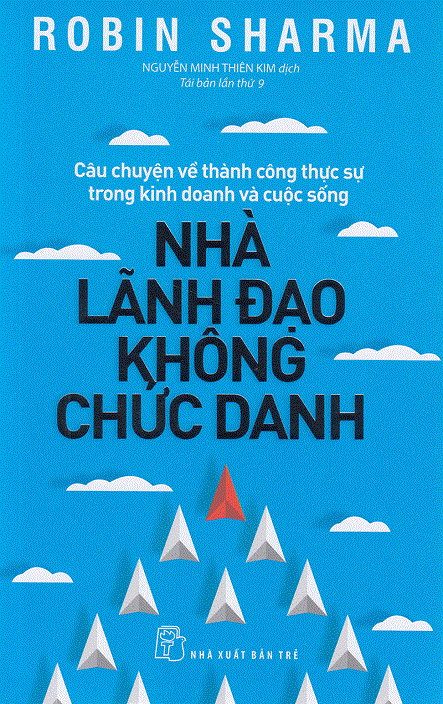 ROBIN SHARMA
NGUYỄN MINH THIÊN KIM dịch
Tái bản lần thứ 9
Câu chuyện về thành công thực sự
trong kinh doanh và cuộc sống
NHÀ
LÃNH ĐẠO
KHÔNG
CHỨC DANH
NHÀ XUẤT BẢN TRẺ